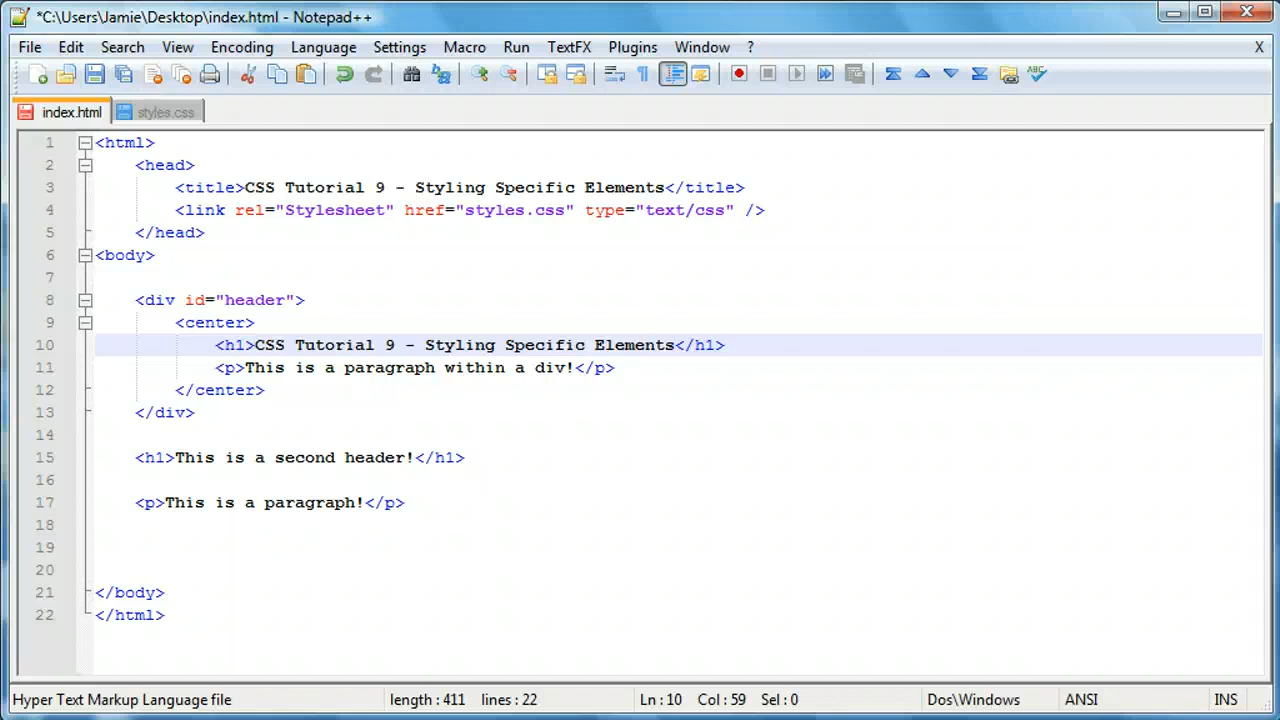 *C:\Users\Jamie\Desktop\index.html - Notepad++
File Edit Search View Encoding Language Settings Macro Run TextFX Plugins Window ? X
index.html styles.css
1 <html>
2 <head>
3 <title>CSS Tutorial 9 - Styling Specific Elements</title>
4 <link rel="Stylesheet" href="styles.css" type="text/css" />
5 </head>
6 <body>
7
8 <div id="header">
9 <center>
10 <h1>CSS Tutorial 9 - Styling Specific Elements</h1>
11 <p>This is a paragraph within a div!</p>
12 </center>
13 </div>
14
15 <h1>This is a second header!</h1>
16
17 <p>This is a paragraph!</p>
18
19
20
21 </body>
22 </html>
Hyper Text Markup Language file length : 411 lines : 22 Ln : 10 Col : 59 Sel : 0 Dos\Windows ANSI INS